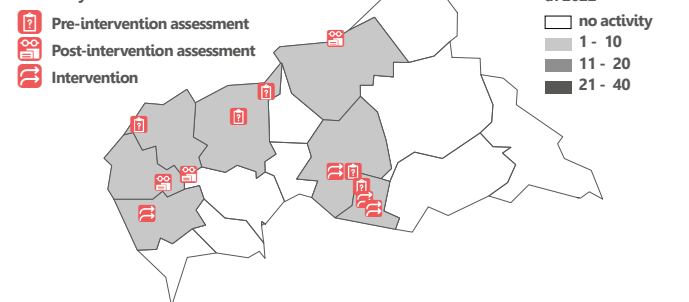 Pre-intervention assessment
Post-intervention assessment
Intervention
no activity
1 - 10
11 - 20
21 - 40